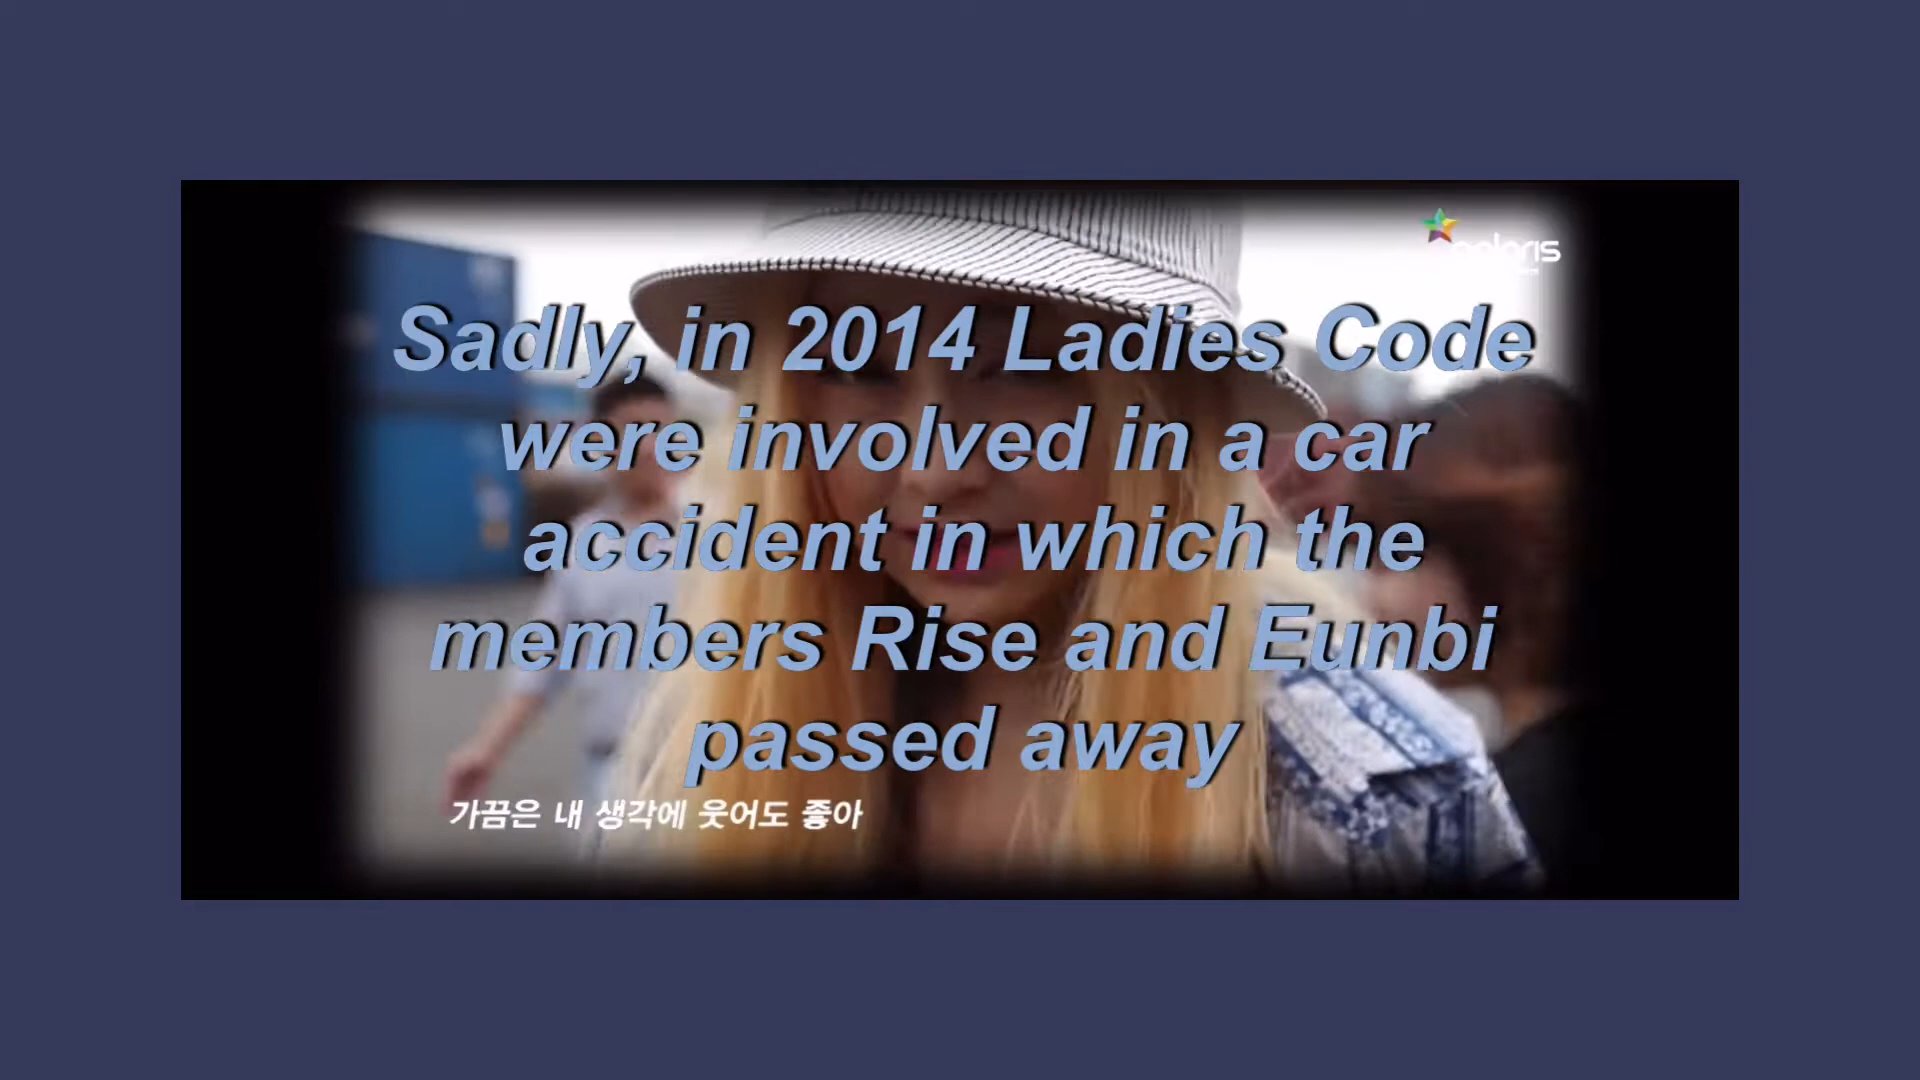 polaris
Sadly, in 2014 Ladies Code
were involved in a car
accident in which the
members Rise and Eunbi
passed away
가끔은 내 생각에 웃어도 좋아